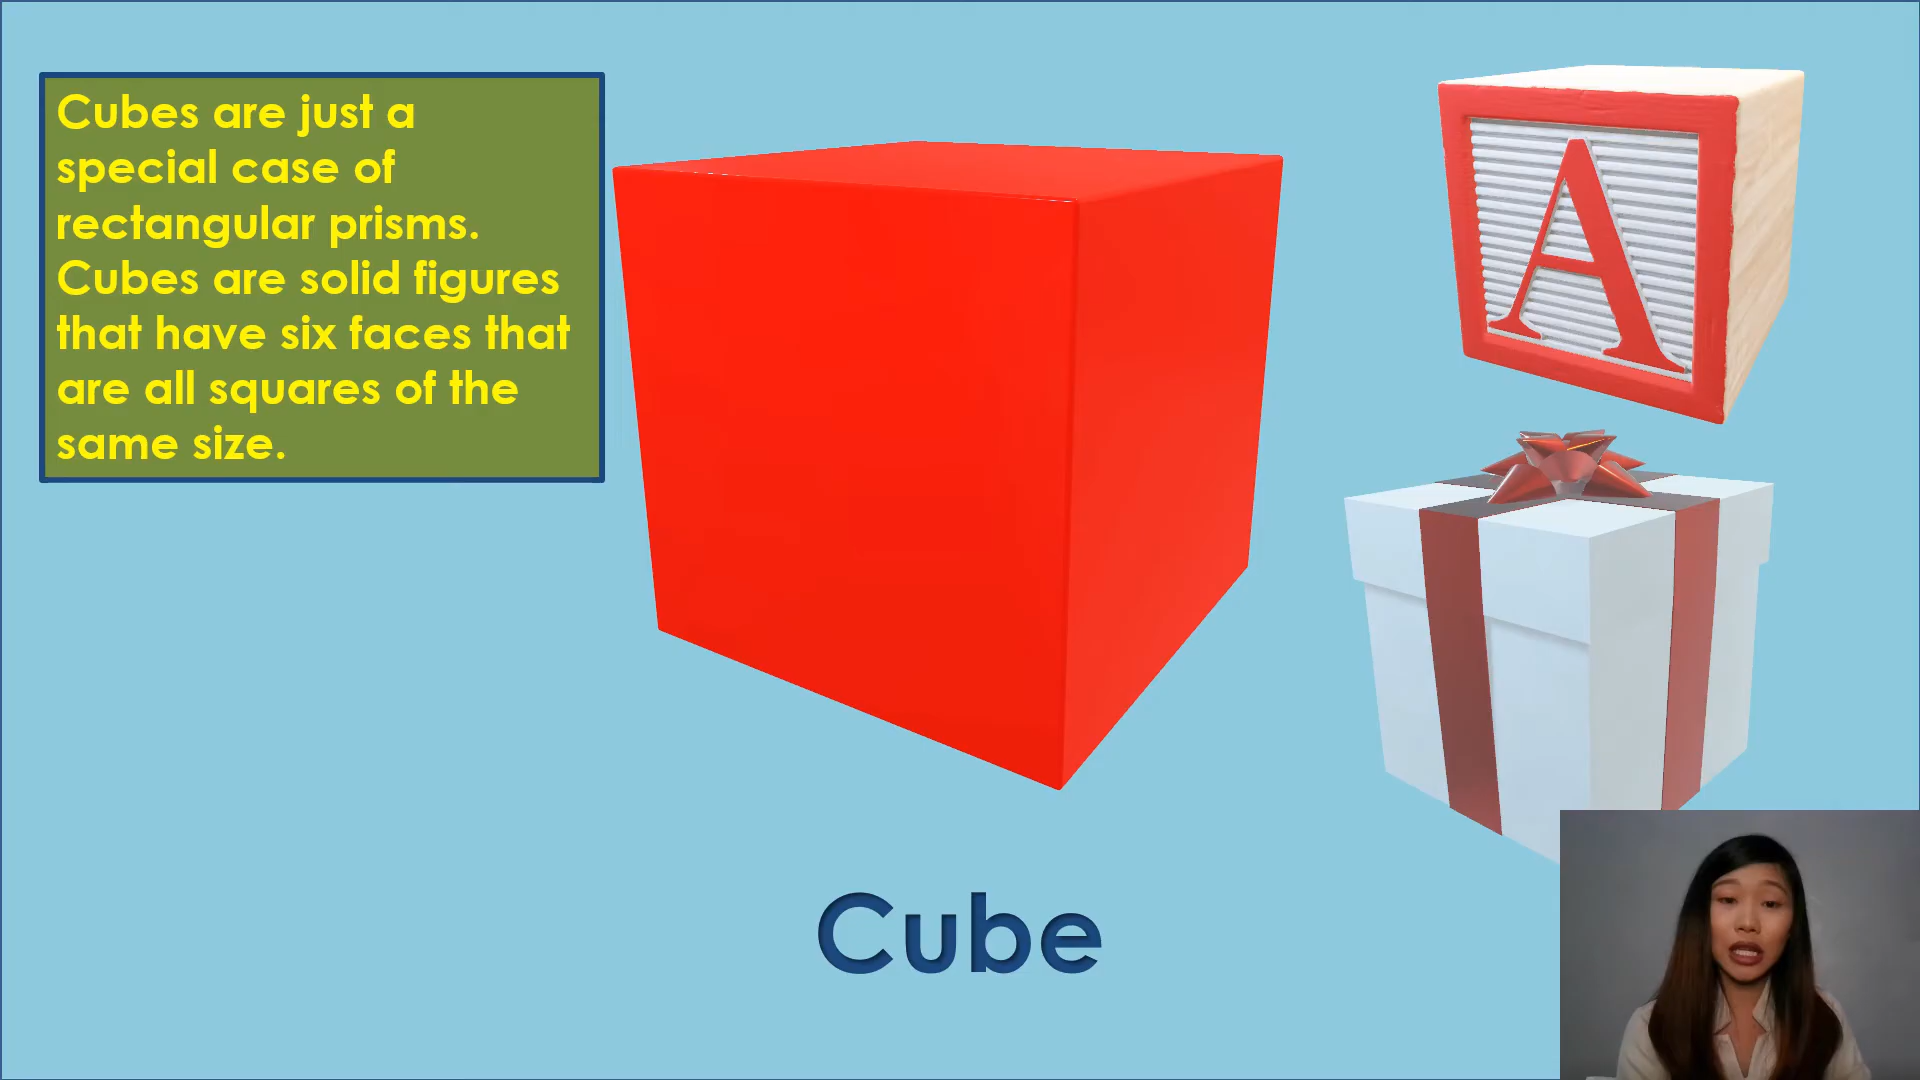 Cubes are just a
special case of
rectangular prisms.
Cubes are solid figures
that have six faces that
are all squares of the
same size.
A
Cube